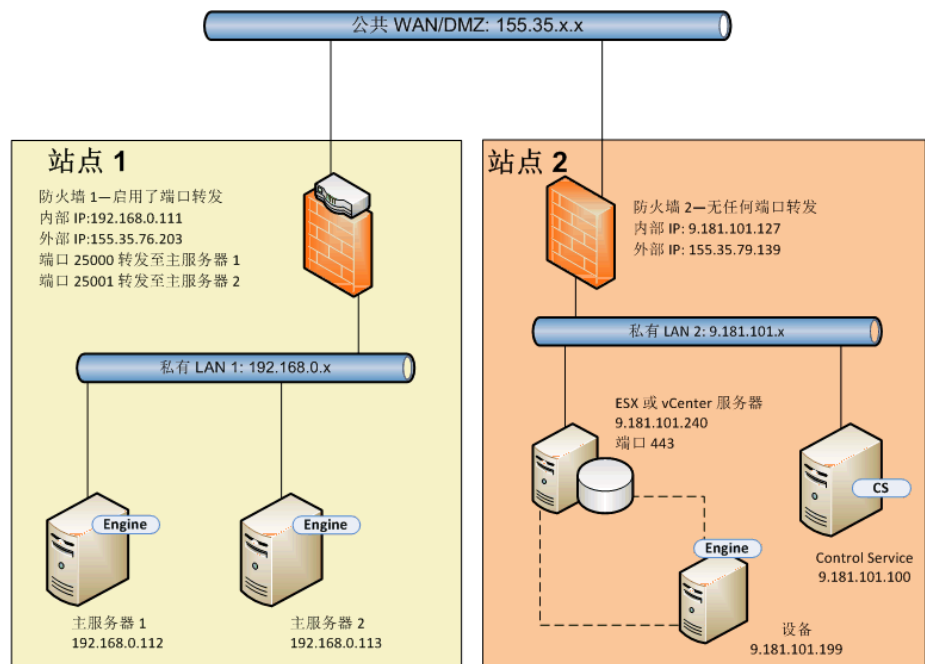 公共 WAN/DMZ: 155.35.x.x
站点 1
防火墙 1—启用了端口转发
内部 IP:192.168.0.111
外部 IP:155.35.76.203
端口 25000 转发至主服务器 1
端口 25001 转发至主服务器 2
私有 LAN 1: 192.168.0.x
Engine
主服务器 1
192.168.0.112
Engine
主服务器 2
192.168.0.113
站点 2
防火墙 2—无任何端口转发
内部 IP: 9.181.101.127
外部 IP: 155.35.79.139
私有 LAN 2: 9.181.101.x
ESX 或 vCenter 服务器
9.181.101.240
端口 443
CS
Control Service
9.181.101.100
Engine
设备
9.181.101.199